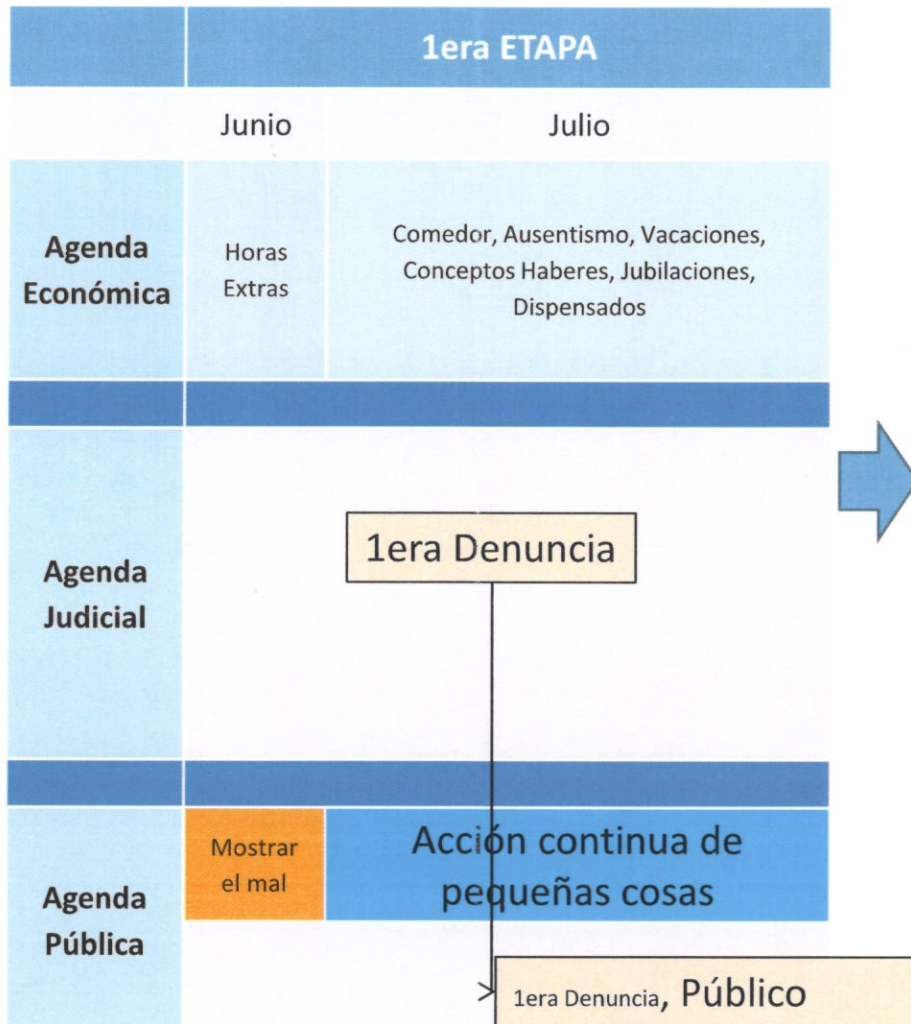 1era ETAPA
Junio
Julio
Agenda
Económica
Horas
Extras
Comedor, Ausentismo, Vacaciones,
Conceptos Haberes, Jubilaciones,
Dispensados
Agenda
Judicial
1era Denuncia
Agenda
Pública
Mostrar
el mal
Acción continua de
pequeñas cosas
1era Denuncia, Público